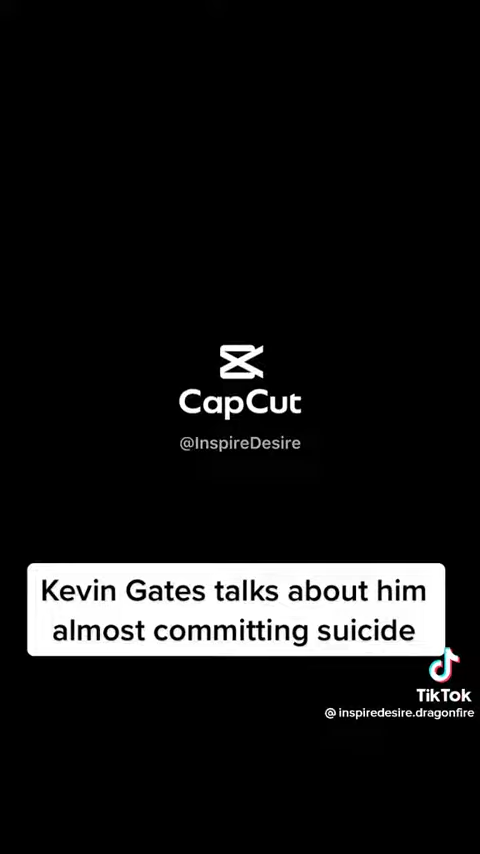 CapCut
@InspireDesire
Kevin Gates talks about him
almost committing suicide
TikTok
@ inspiredesire.dragonfire